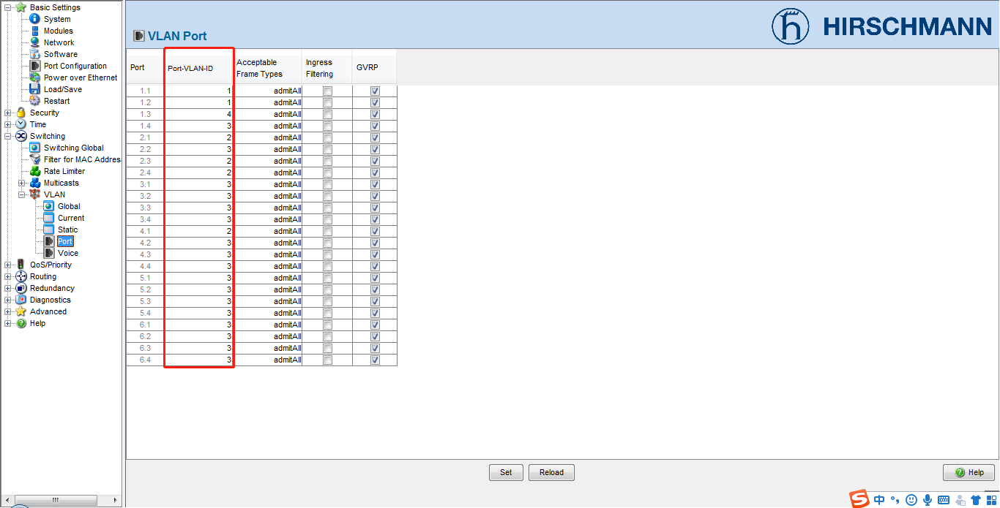 Basic Settings
System
Modules
Network
Software
Port Configuration
Power over Ethernet
Load/Save
Restart
Security
Time
Switching
Switching Global
Filter for MAC Addres
Rate Limiter
Multicasts
VLAN
Global
Current
Static
Port
Voice
QoS/Priority
Routing
Redundancy
Diagnostics
Advanced
Help
VLAN Port
HIRSCHMANN
Port Port-VLAN-ID Acceptable Frame Types Ingress Filtering GVRP
1.1 1 admitAll
1.2 1 admitAll
1.3 4 admitAll
1.4 3 admitAll
2.1 2 admitAll
2.2 3 admitAll
2.3 2 admitAll
2.4 2 admitAll
3.1 3 admitAll
3.2 3 admitAll
3.3 3 admitAll
3.4 3 admitAll
4.1 2 admitAll
4.2 3 admitAll
4.3 3 admitAll
4.4 3 admitAll
5.1 3 admitAll
5.2 3 admitAll
5.3 3 admitAll
5.4 3 admitAll
6.1 3 admitAll
6.2 3 admitAll
6.3 3 admitAll
6.4 3 admitAll
Set Reload Help
中